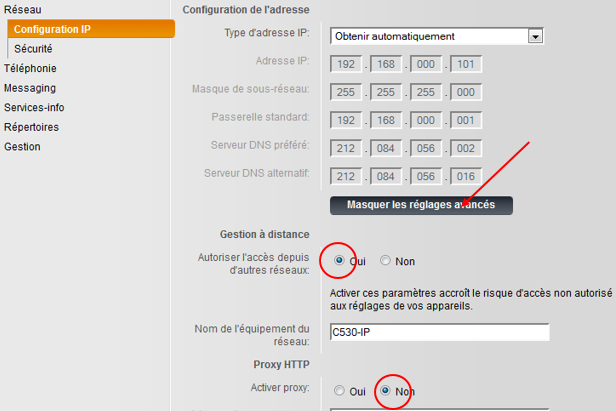 Réseau
Configuration IP
Sécurité
Téléphonie
Messaging
Services-info
Répertoires
Gestion
Configuration de l'adresse
Type d'adresse IP: Obtenir automatiquement
Adresse IP: 192 . 168 . 000 . 101
Masque de sous-réseau: 255 . 255 . 255 . 000
Passerelle standard: 192 . 168 . 000 . 001
Serveur DNS préféré: 212 . 084 . 056 . 002
Serveur DNS alternatif: 212 . 084 . 056 . 016
Masquer les réglages avancés
Gestion à distance
Autoriser l'accès depuis
d'autres réseaux: Oui Non
Activer ces paramètres accroît le risque d'accès non autorisé
aux réglages de vos appareils.
Nom de l'équipement du
réseau: C530-IP
Proxy HTTP
Activer proxy: Oui Non